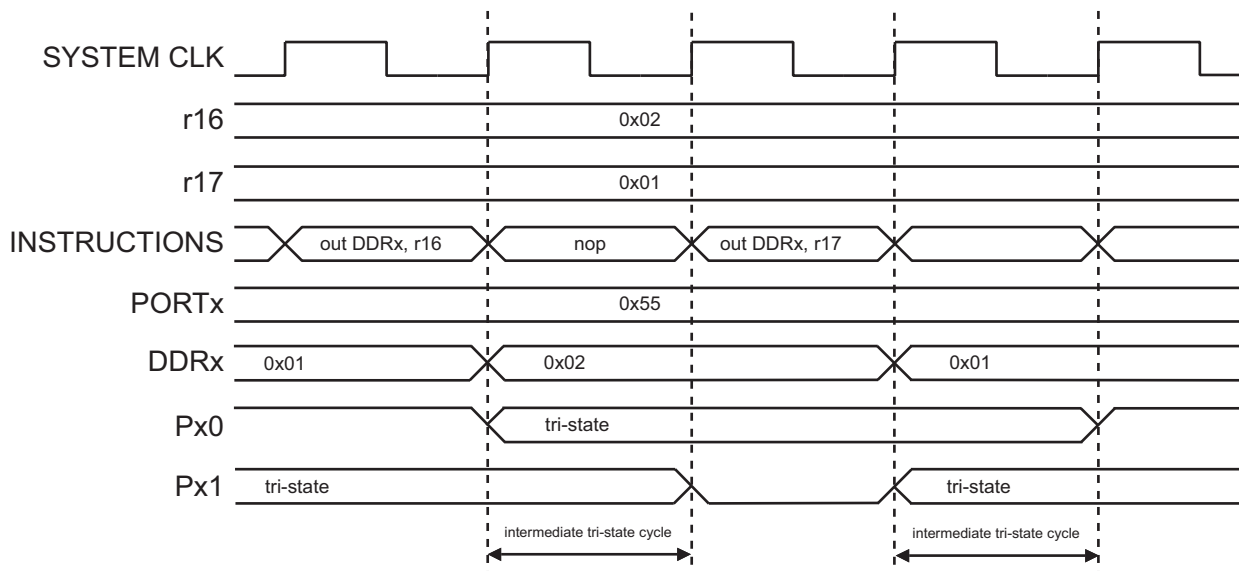 SYSTEM CLK
r16 0x02
r17 0x01
INSTRUCTIONS out DDRx, r16 nop out DDRx, r17
PORTx 0x55
DDRx 0x01 0x02 0x01
Px0 tri-state
Px1 tri-state tri-state
intermediate tri-state cycle intermediate tri-state cycle